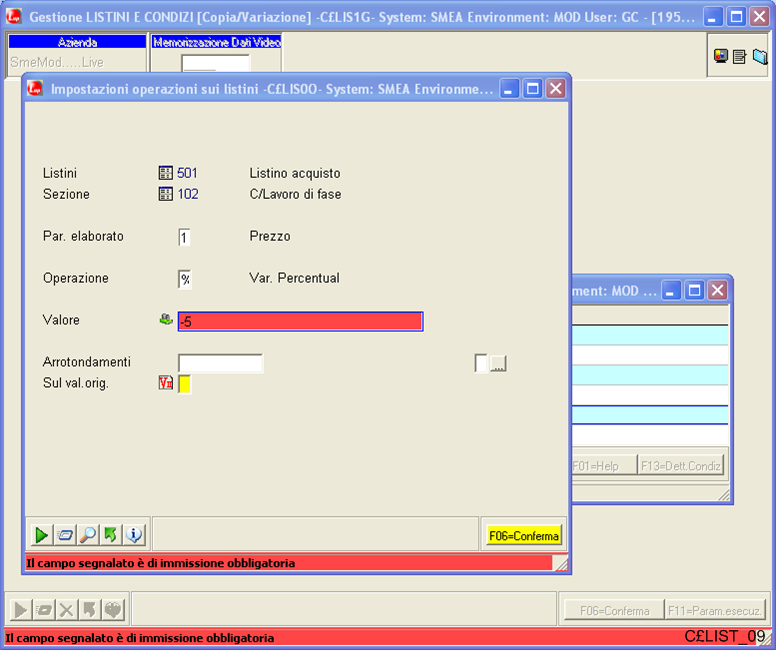 Gestione LISTINI E CONDIZI [Copia/Variazione] -C£LIS1G- System: SMEA Environment: MOD User: GC - [195...
Azienda
Memorizzazione Dati Video
SmeMod.....Live
Impostazioni operazioni sui listini -C£LIS00- System: SMEA Environme...
Listini 501 Listino acquisto
Sezione 102 C/Lavoro di fase
Par. elaborato 1 Prezzo
Operazione % Var. Percentual
ment: MOD ...
Valore -5
Arrotondamenti ...
Sul val.orig.
F01=Help F13=Dett.Condiz
F06=Conferma
Il campo segnalato è di immissione obbligatoria
F06=Conferma F11=Param.esecuz.
Il campo segnalato è di immissione obbligatoria
C£LIST_09